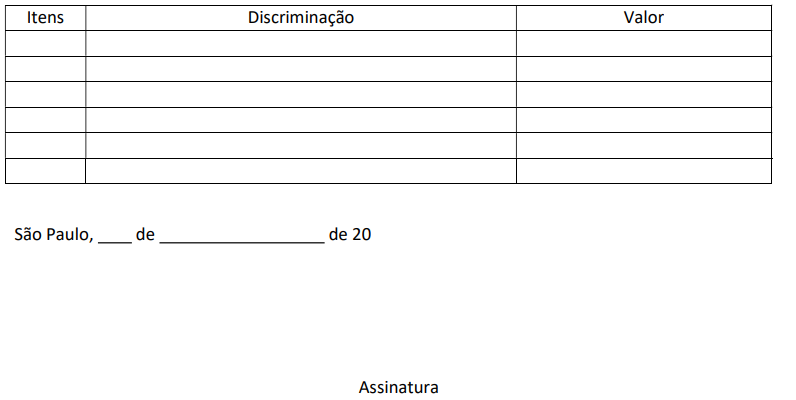 Itens Discriminação Valor
São Paulo, ____ de ___________________ de 20
Assinatura